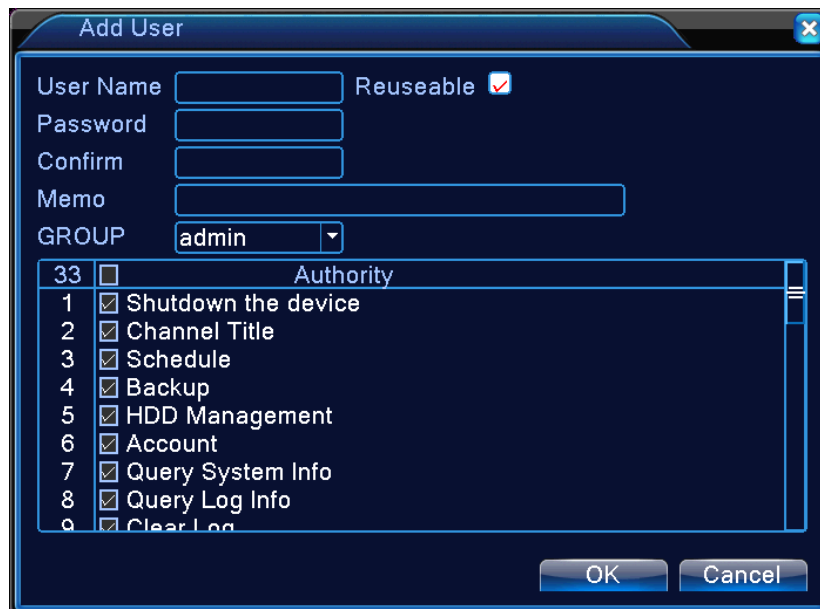 Add User
User Name Reuseable
Password
Confirm
Memo
GROUP admin
33 Authority
1 Shutdown the device
2 Channel Title
3 Schedule
4 Backup
5 HDD Management
6 Account
7 Query System Info
8 Query Log Info
9 Clear Log
OK Cancel